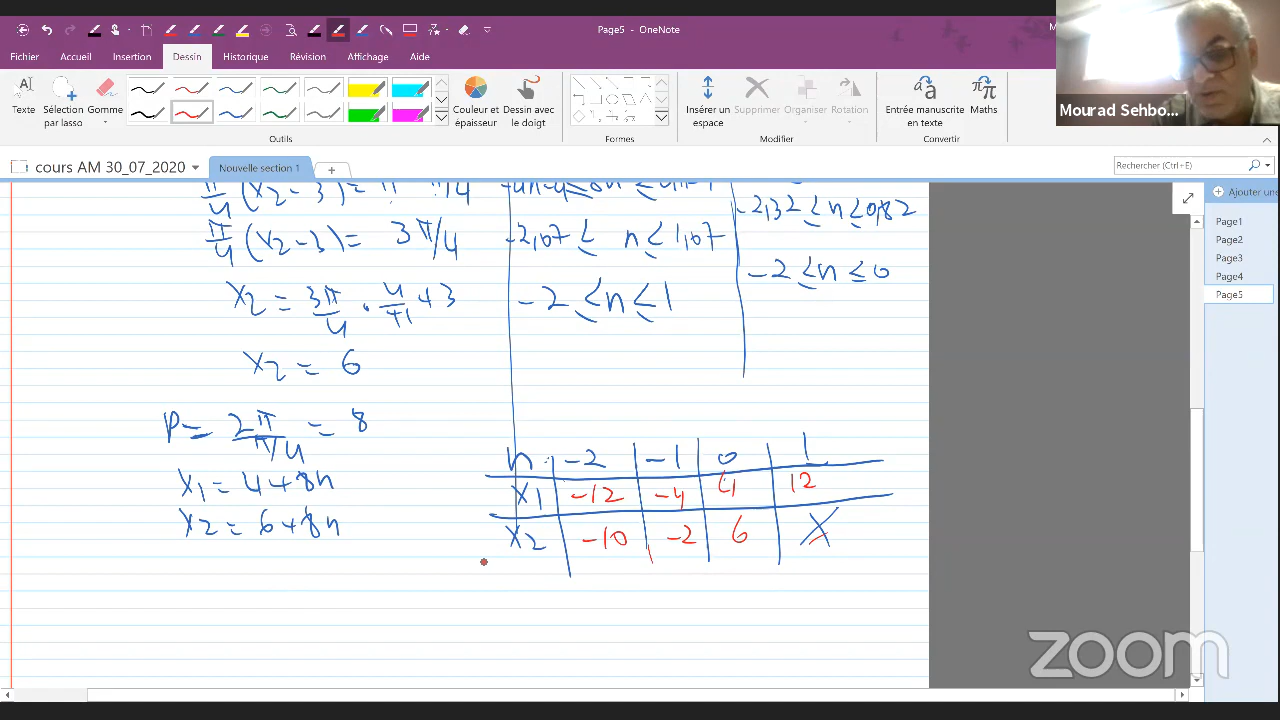 Page5 - OneNote
Fichier Accueil Insertion Dessin Historique Révision Affichage Aide
Mourad Sehbo...
Texte
Sélection par lasso
Gomme
Couleur et épaisseur
Dessin avec le doigt
Insérer un espace
Supprimer
Organiser
Rotation
Entrée manuscrite en texte
Maths
Outils
Formes
Modifier
Convertir
cours AM 30_07_2020
Nouvelle section 1
+
Rechercher (Ctrl+E)
Ajouter une
Page1
Page2
Page3
Page4
Page5
π/4 (x2 - 3) = 3π/4
x2 = 3π/4 · 4/π + 3
x2 = 6
P = 2π/(π/4) = 8
x1 = 4 + 8n
x2 = 6 + 8n
-2,07 ≤ n ≤ 1,07
-2 ≤ n ≤ 1
-2,32 ≤ n ≤ 0,82
-2 ≤ n ≤ 0
n -2 -1 0 1
x1 -12 -4 4 12
x2 -10 -2 6 X
zoom